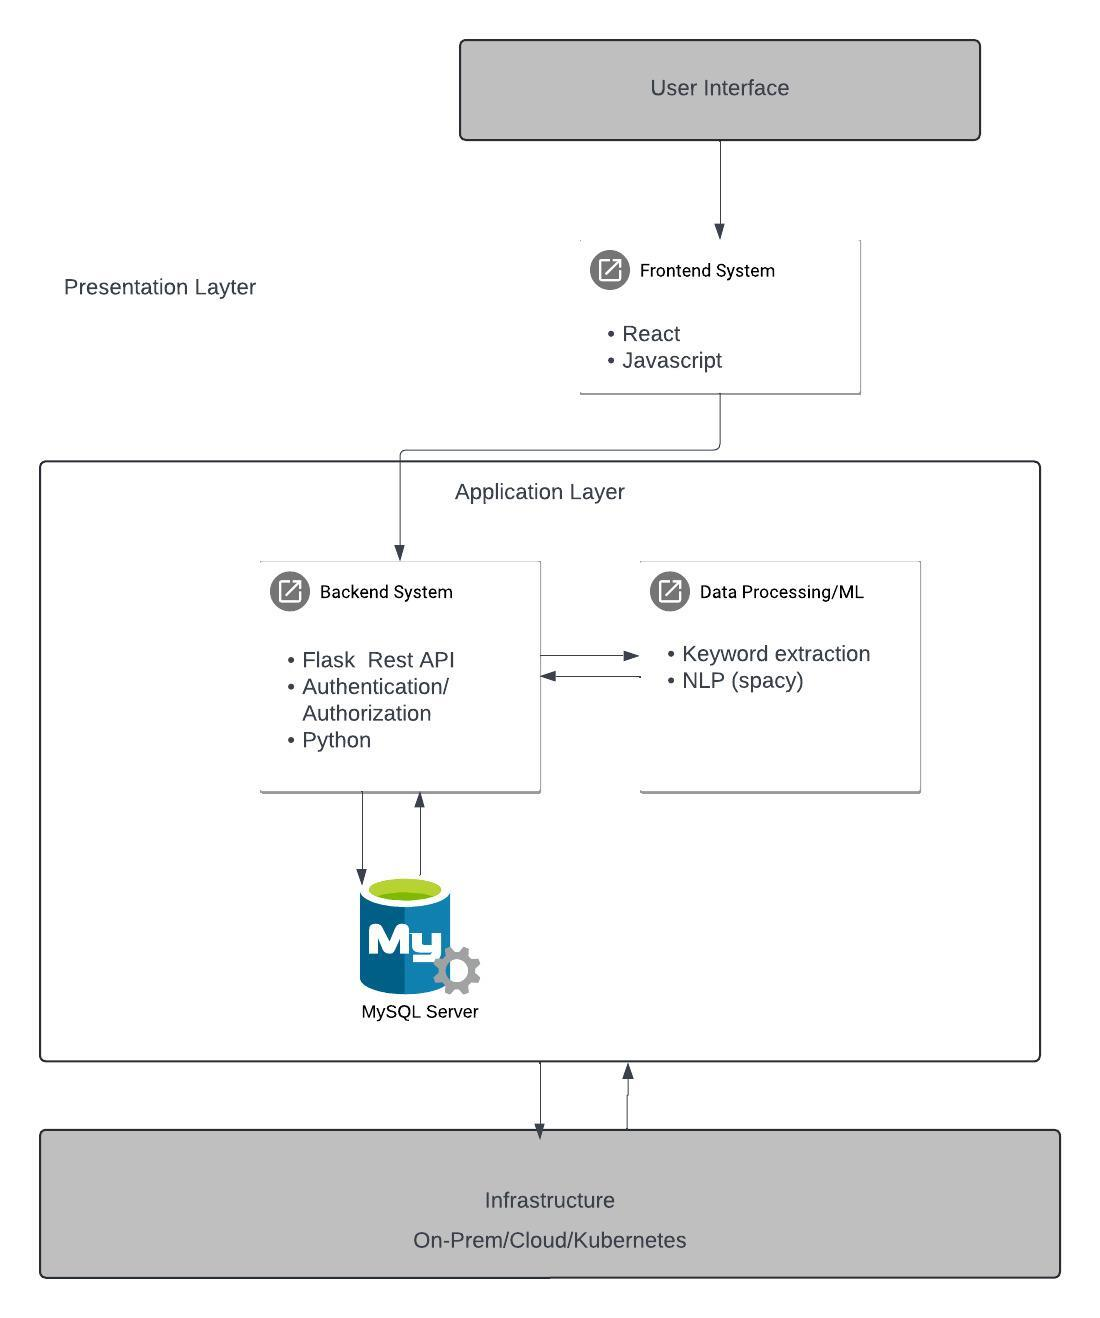 User Interface
Frontend System
Presentation Layter
• React
• Javascript
Application Layer
Backend System
• Flask  Rest API
• Authentication/
Authorization
• Python
Data Processing/ML
• Keyword extraction
• NLP (spacy)
My
MySQL Server
Infrastructure
On-Prem/Cloud/Kubernetes